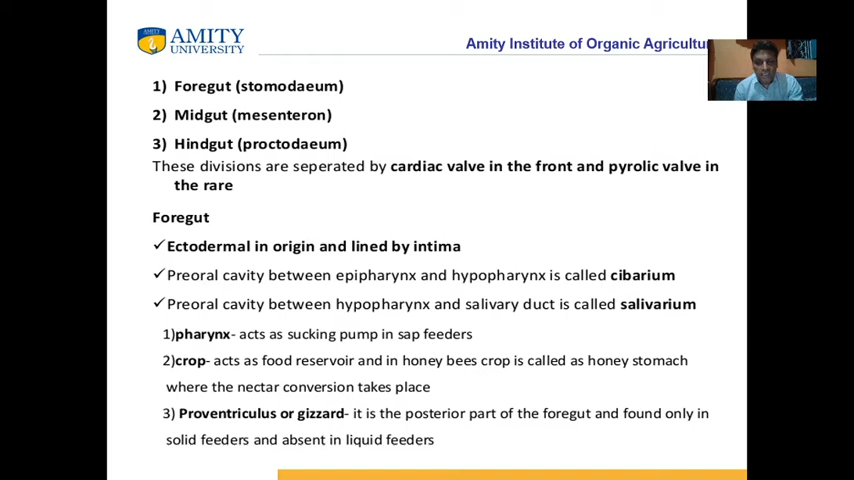 AMITY
AMITY
UNIVERSITY
Amity Institute of Organic Agricultur
1) Foregut (stomodaeum)
2) Midgut (mesenteron)
3) Hindgut (proctodaeum)
These divisions are seperated by cardiac valve in the front and pyrolic valve in
the rare
Foregut
✓Ectodermal in origin and lined by intima
✓Preoral cavity between epipharynx and hypopharynx is called cibarium
✓Preoral cavity between hypopharynx and salivary duct is called salivarium
1)pharynx- acts as sucking pump in sap feeders
2)crop- acts as food reservoir and in honey bees crop is called as honey stomach
where the nectar conversion takes place
3) Proventriculus or gizzard- it is the posterior part of the foregut and found only in
solid feeders and absent in liquid feeders